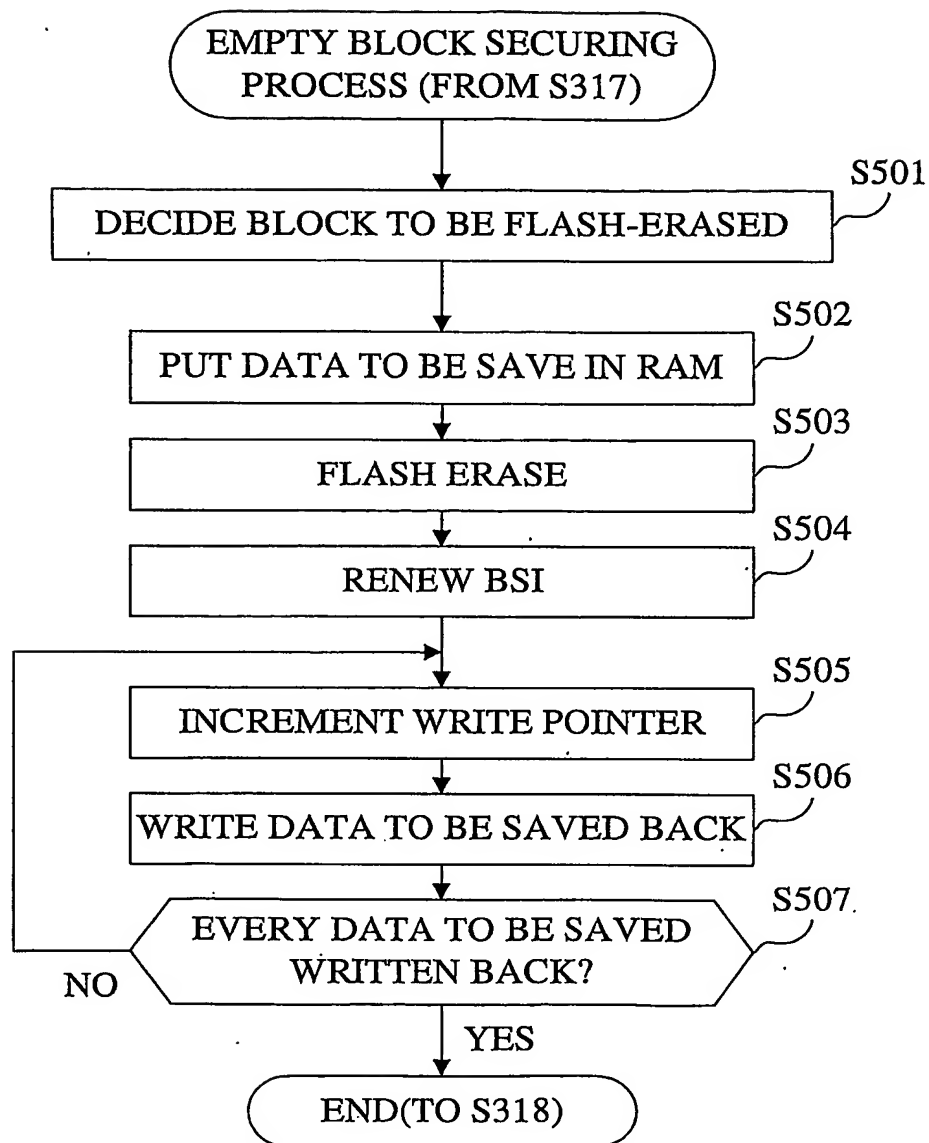 EMPTY BLOCK SECURING
PROCESS (FROM S317)
S501
DECIDE BLOCK TO BE FLASH-ERASED
S502
PUT DATA TO BE SAVE IN RAM
S503
FLASH ERASE
S504
RENEW BSI
S505
INCREMENT WRITE POINTER
S506
WRITE DATA TO BE SAVED BACK
S507
EVERY DATA TO BE SAVED
WRITTEN BACK?
NO
YES
END(TO S318)